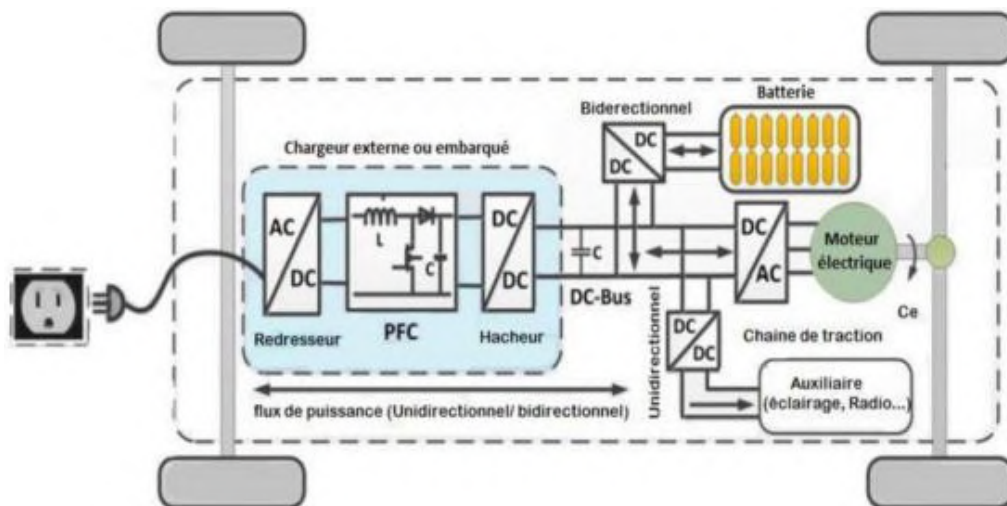 Chargeur externe ou embarqué
AC
DC
Redresseur
L
C
PFC
DC
DC
Hacheur
flux de puissance (Unidirectionnel/ bidirectionnel)
C
DC-Bus
Biderectionnel
DC
DC
Batterie
DC
AC
Moteur
électrique
Ce
Chaine de traction
Unidirectionnel
DC
DC
Auxiliaire
(éclairage, Radio...)